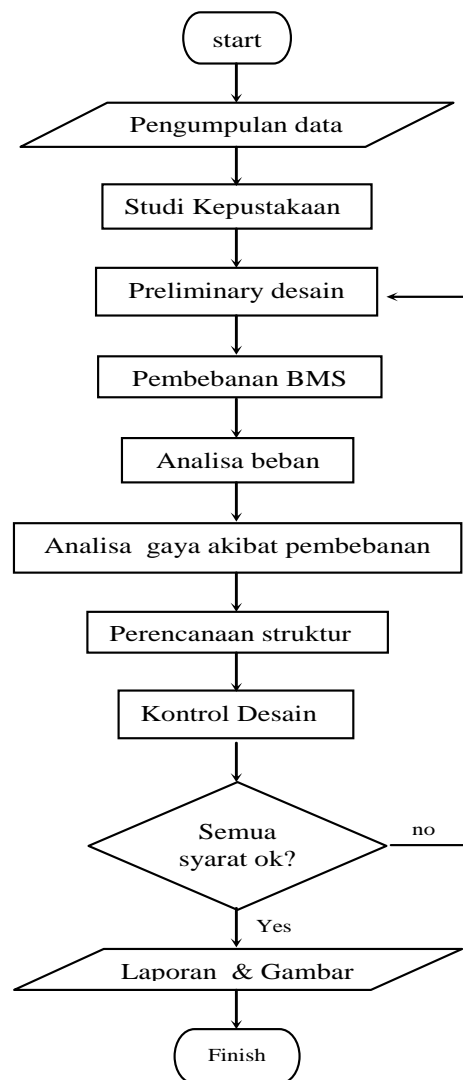 start
Pengumpulan data
Studi Kepustakaan
Preliminary desain
Pembebanan BMS
Analisa beban
Analisa gaya akibat pembebanan
Perencanaan struktur
Kontrol Desain
Semua
syarat ok?
no
Yes
Laporan & Gambar
Finish